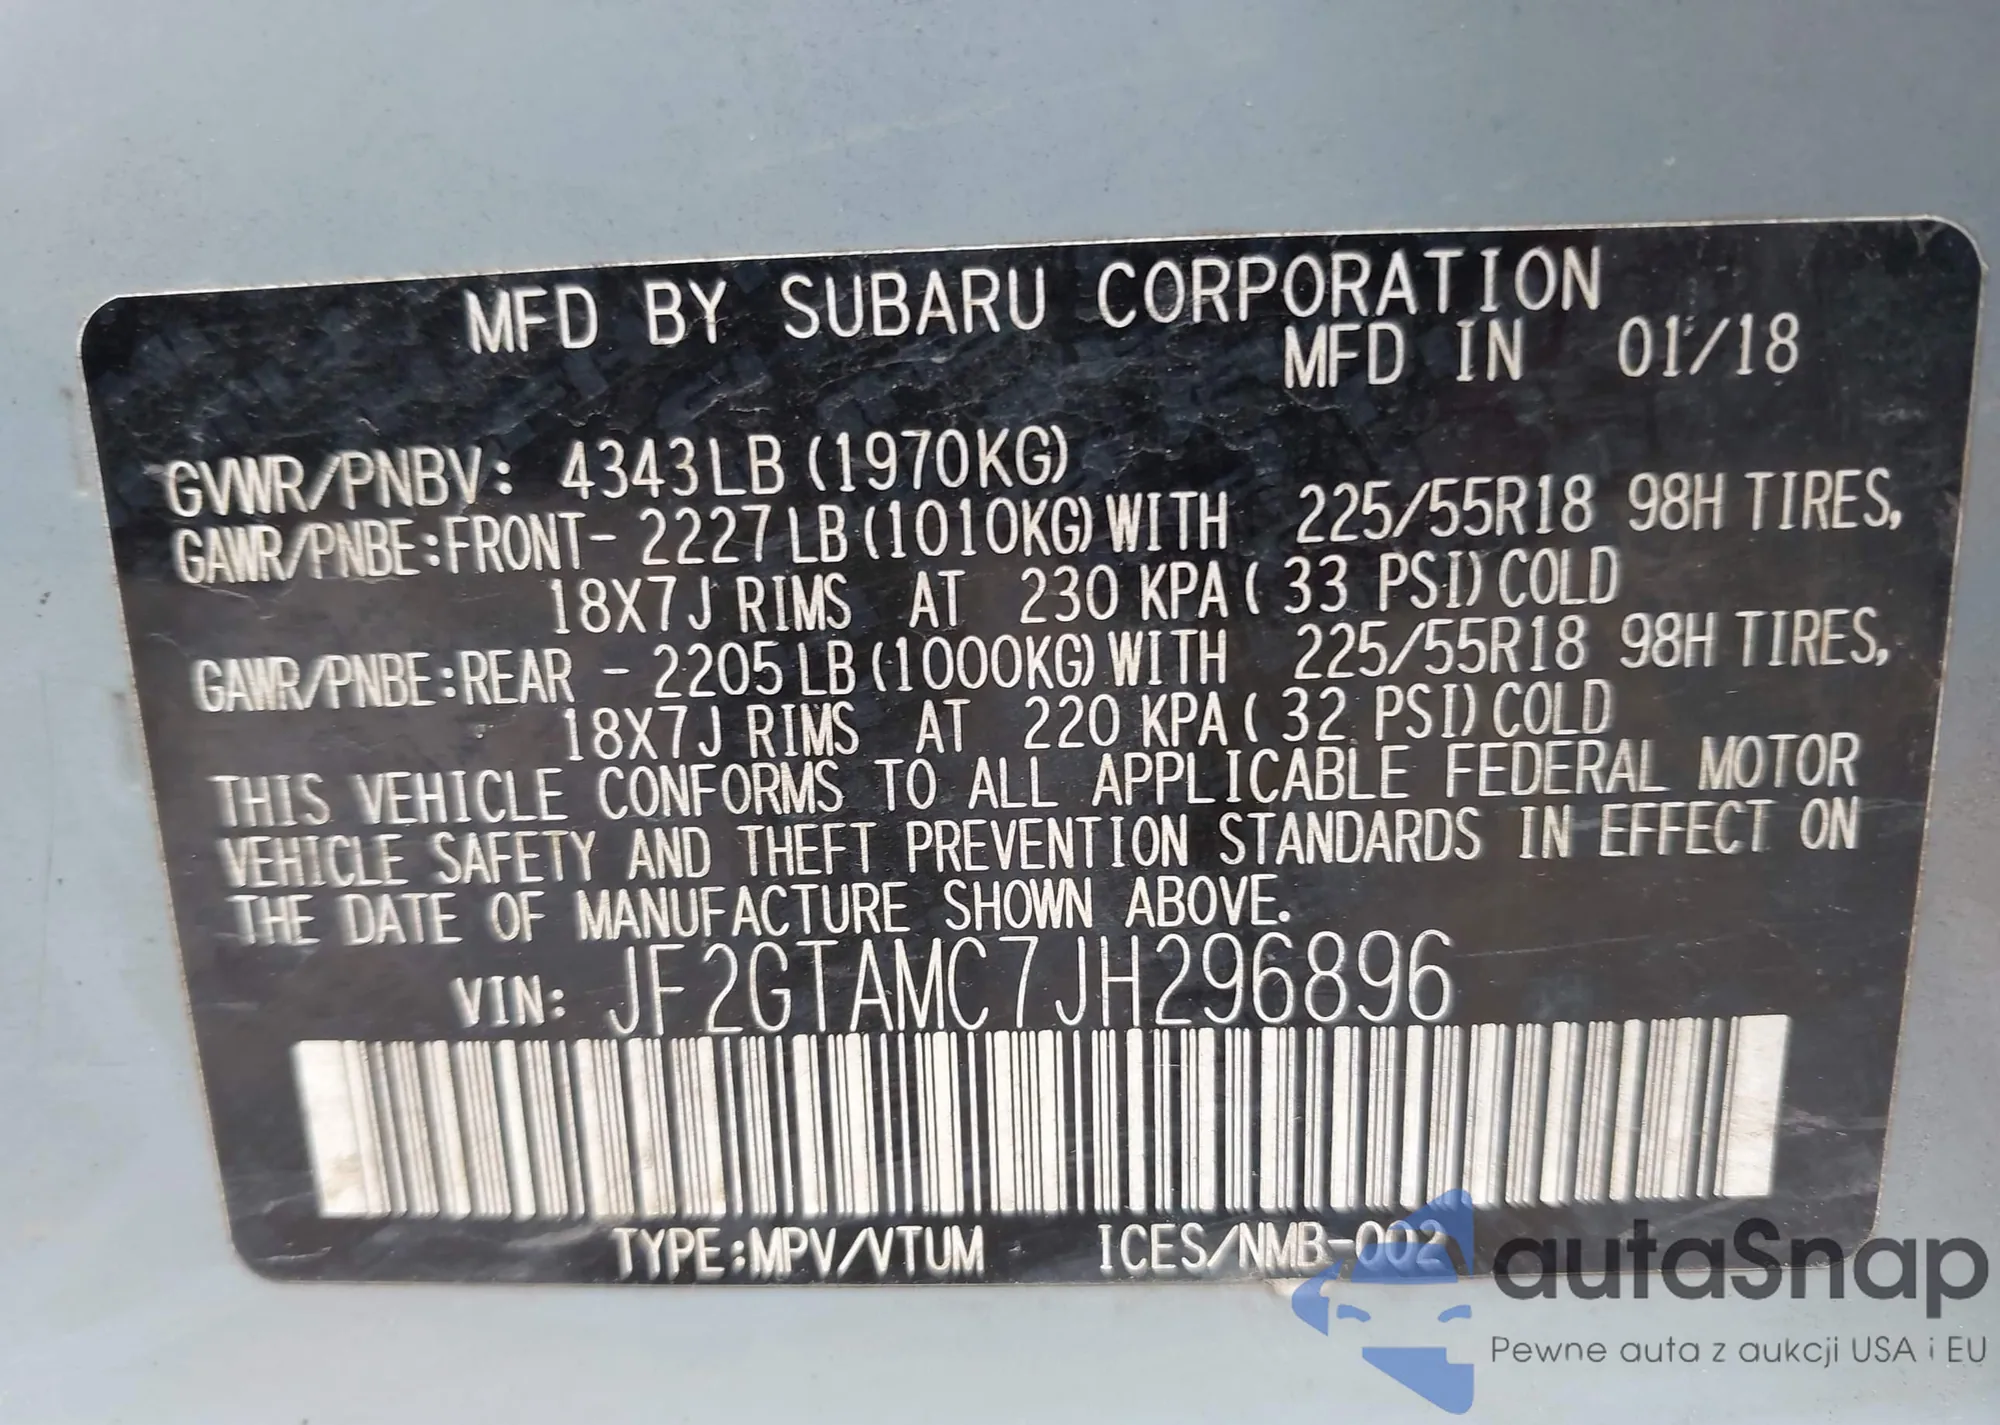 MFD BY SUBARU CORPORATION
MFD IN 01/18
GVWR/PNBV: 4343LB (1970KG)
GAWR/PNBE:FRONT- 2227LB (1010KG) WITH 225/55R18 98H TIRES,
18X7J RIMS AT 230 KPA ( 33 PSI) COLD
GAWR/PNBE:REAR - 2205LB (1000KG) WITH 225/55R18 98H TIRES,
18X7J RIMS AT 220 KPA ( 32 PSI) COLD
THIS VEHICLE CONFORMS TO ALL APPLICABLE FEDERAL MOTOR
VEHICLE SAFETY AND THEFT PREVENTION STANDARDS IN EFFECT ON
THE DATE OF MANUFACTURE SHOWN ABOVE.
VIN: JF2GTAMC7JH296896
TYPE:MPV/VTUM ICES/NMB-002
autaSnap
Pewne auta z aukcji USA i EU